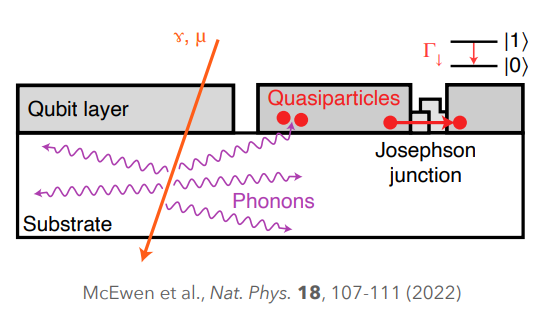 ɤ, μ
|1⟩
Γ↓
|0⟩
Qubit layer
Quasiparticles
Josephson
junction
Phonons
Substrate
McEwen et al., Nat. Phys. 18, 107-111 (2022)